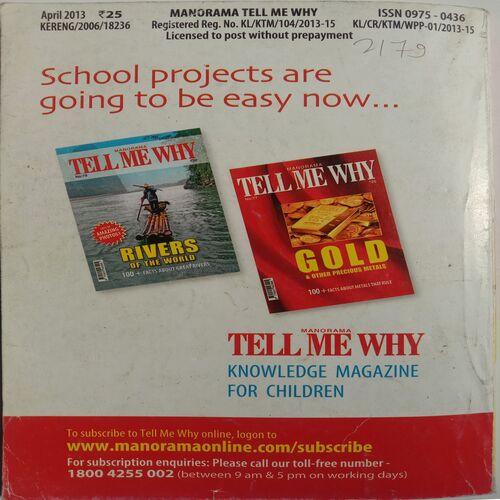 April 2013 ₹25 MANORAMA TELL ME WHY ISSN 0975 - 0436
KERENG/2006/18236 Registered Reg. No. KL/KTM/104/2013-15 KL/CR/KTM/WPP-01/2013-15
Licensed to post without prepayment
2179
School projects are
going to be easy now...
MANORAMA
TELL ME WHY
No.78
AMAZING
PHOTOS!
RIVERS
OF THE WORLD
100 + FACTS ABOUT GREAT RIVERS
MANORAMA
TELL ME WHY
GOLD
& OTHER PRECIOUS METALS
100 + FACTS ABOUT METALS THAT RULE
MANORAMA
TELL ME WHY
KNOWLEDGE MAGAZINE
FOR CHILDREN
To subscribe to Tell Me Why online, logon to
www.manoramaonline.com/subscribe
For subscription enquiries: Please call our toll-free number -
1800 4255 002 (between 9 am & 5 pm on working days)